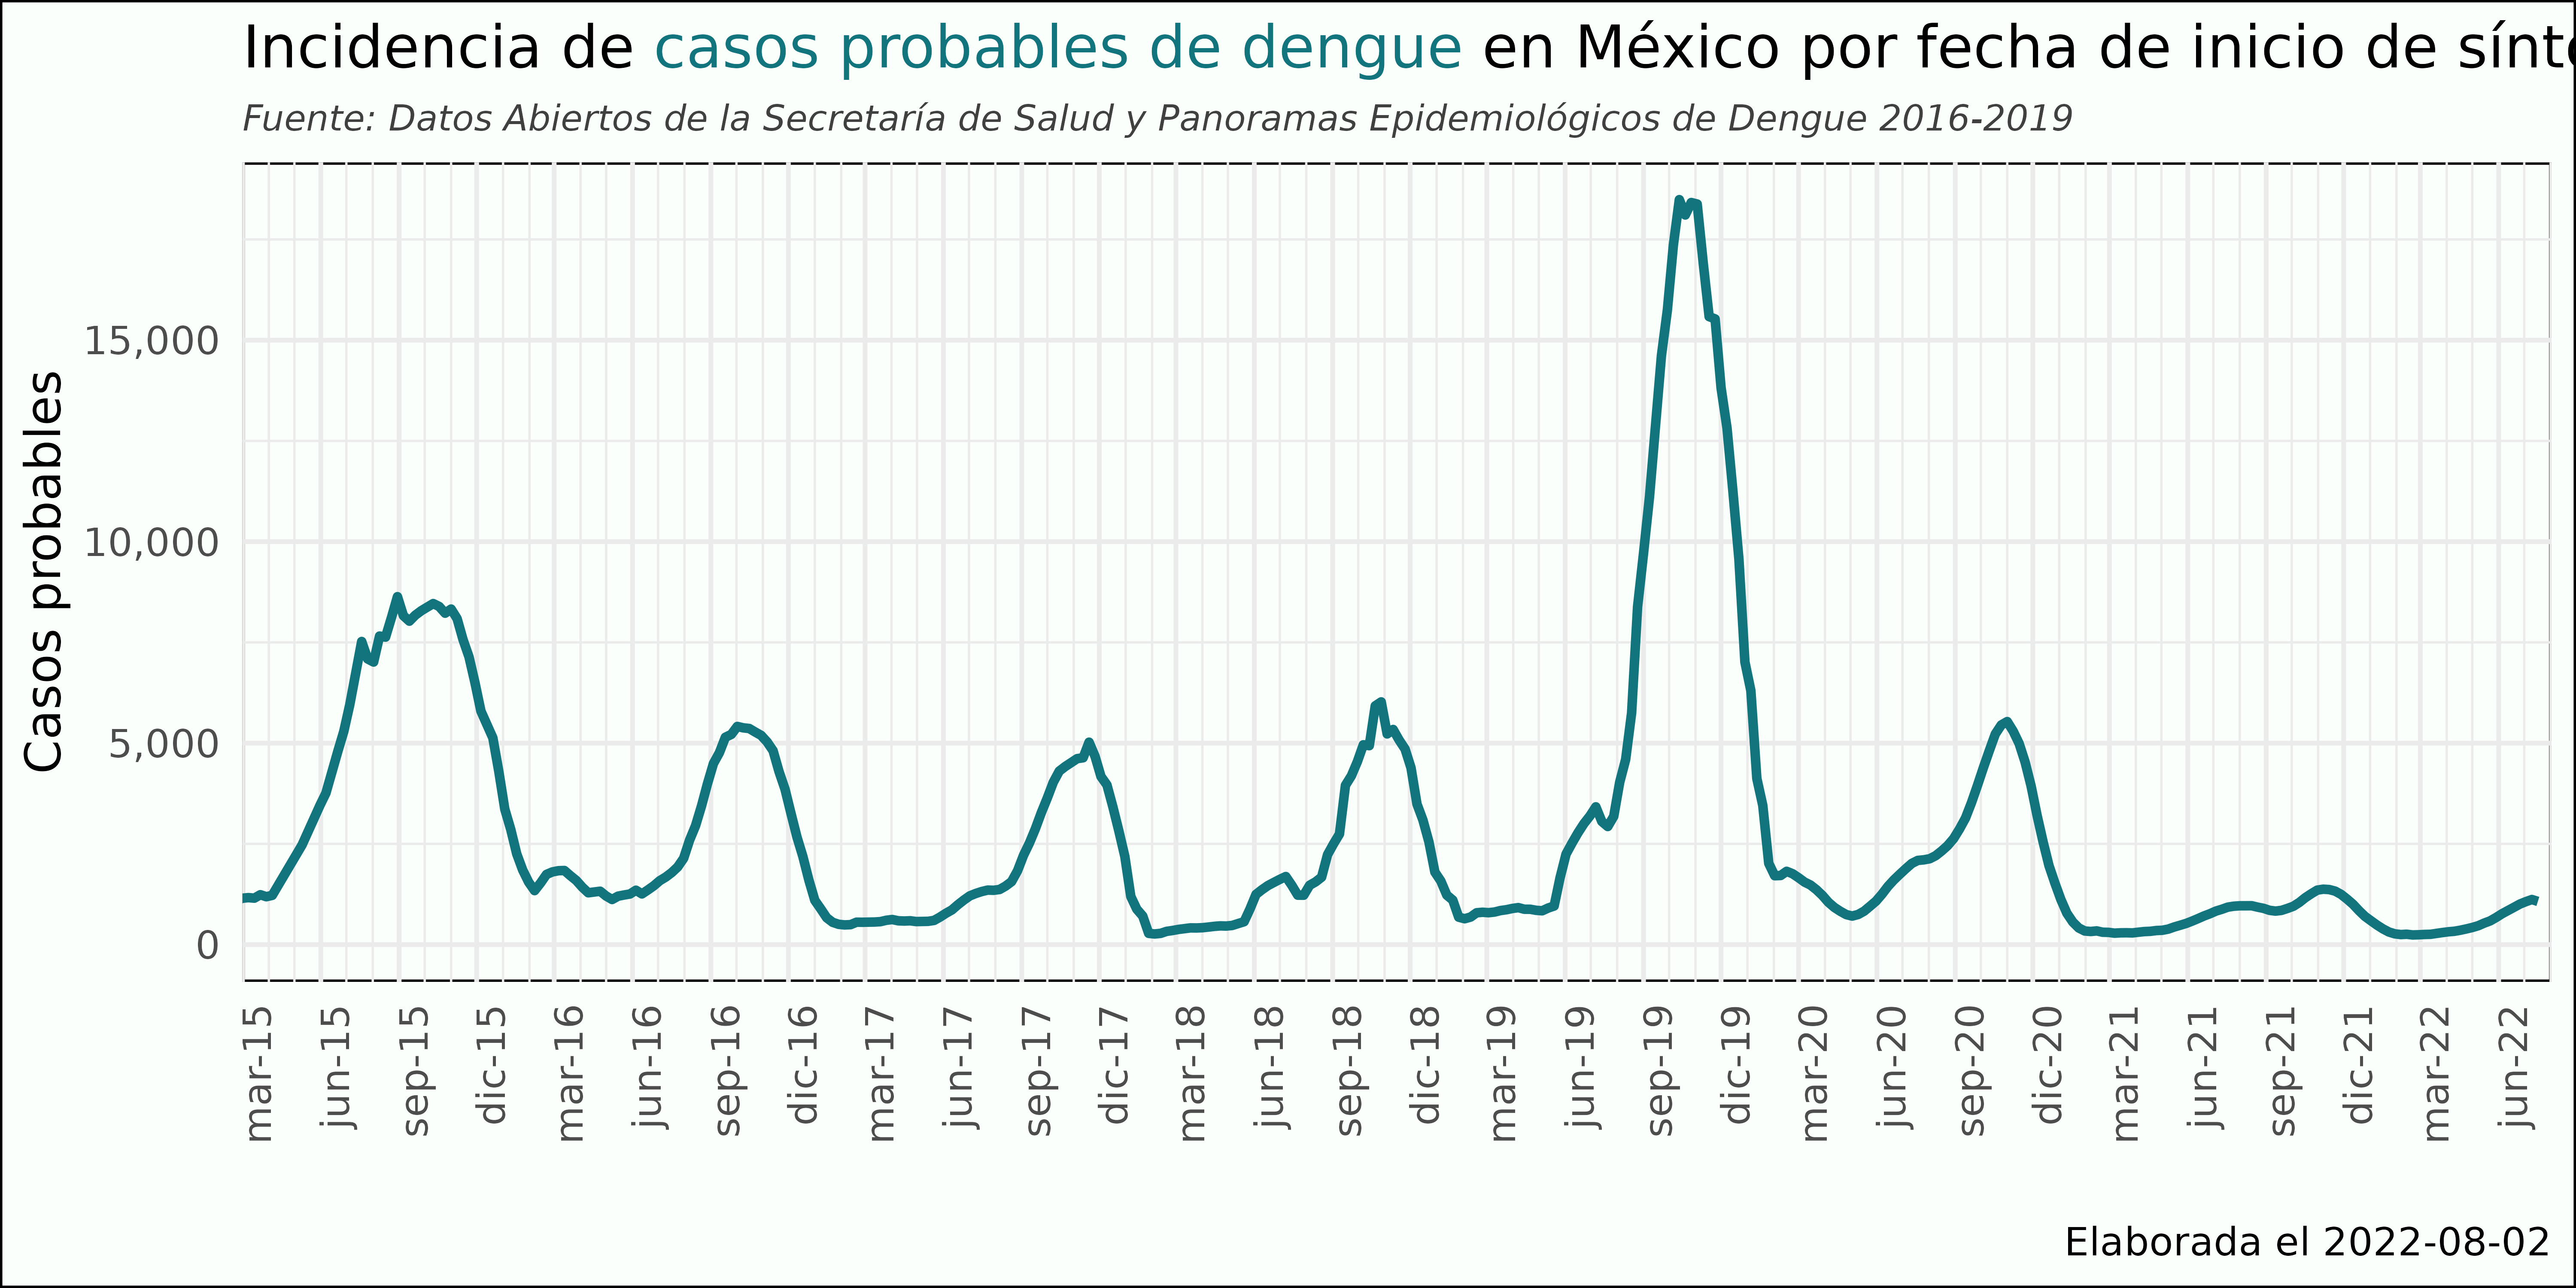 Incidencia de casos probables de dengue en México por fecha de inicio de
Fuente: Datos Abiertos de la Secretaría de Salud y Panoramas Epidemiológicos de Dengue 2016-2019
Casos probables
15,000
10,000
5,000
0
mar-15
jun-15
sep-15
dic-15
mar-16
jun-16
sep-16
dic-16
mar-17
jun-17
sep-17
dic-17
mar-18
jun-18
sep-18
dic-18
mar-19
jun-19
sep-19
dic-19
mar-20
jun-20
sep-20
dic-20
mar-21
jun-21
sep-21
dic-21
mar-22
jun-22
Elaborada el 2022-08-02